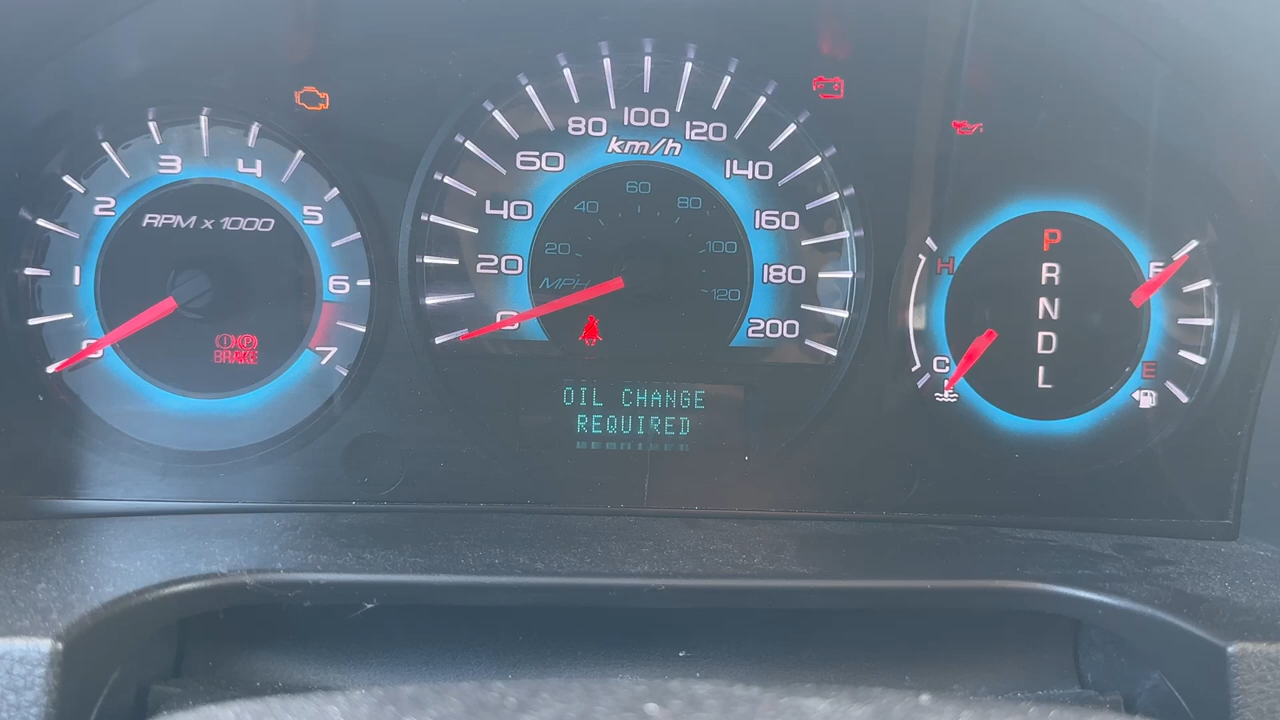 0 1 2 3 4 5 6 7
RPM x 1000
BRAKE
0 20 40 60 80 100 120 140 160 180 200
km/h
20 40 60 80 100 120
MPH
OIL CHANGE
REQUIRED
H
C
P
R
N
D
L
F
E